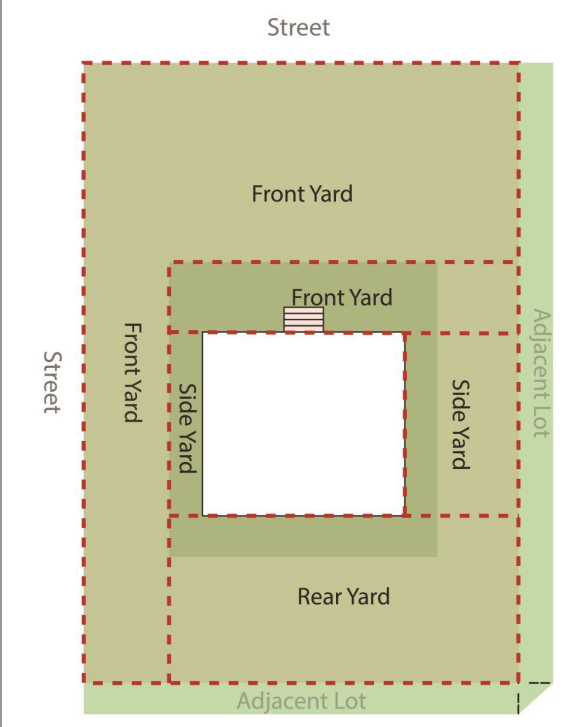 Street
Front Yard
Front Yard
Front Yard
Street
Side Yard
Side Yard
Adjacent Lot
Rear Yard
Adjacent Lot